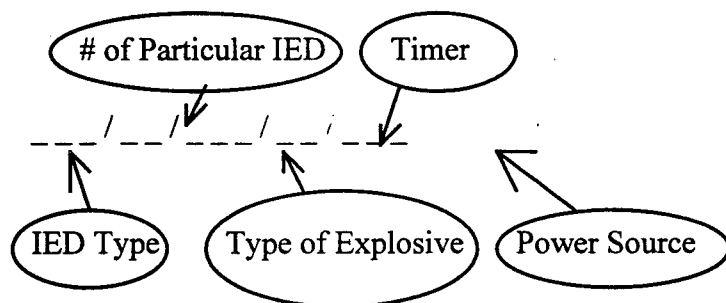 # of Particular IED Timer
_ _ _ / _ _ / _ _ _ / _ _ / _ _
IED Type Type of Explosive Power Source